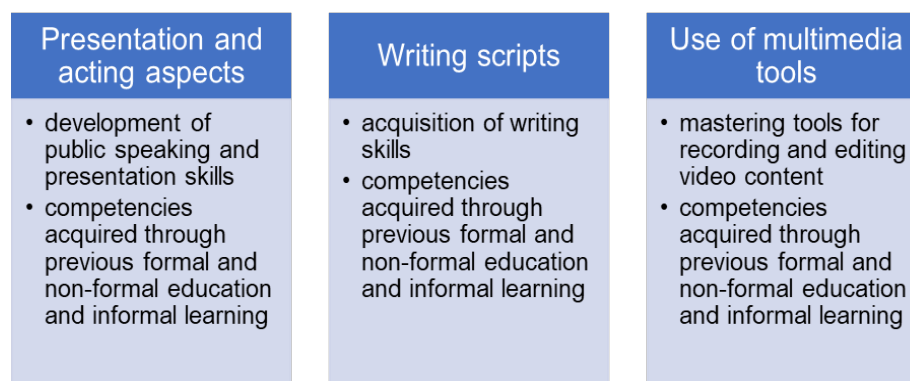 Presentation and
acting aspects
• development of
public speaking and
presentation skills
• competencies
acquired through
previous formal and
non-formal education
and informal learning
Writing scripts
• acquisition of writing
skills
• competencies
acquired through
previous formal and
non-formal education
and informal learning
Use of multimedia
tools
• mastering tools for
recording and editing
video content
• competencies
acquired through
previous formal and
non-formal education
and informal learning